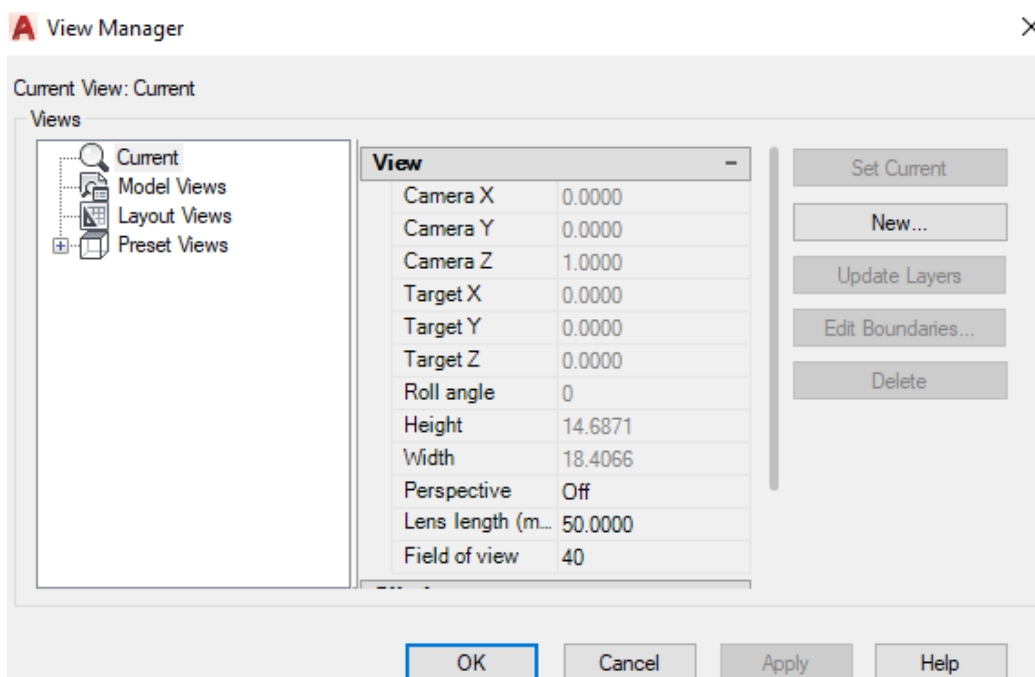 View Manager
Current View: Current
Views
Current
Model Views
Layout Views
Preset Views
View
Camera X 0.0000
Camera Y 0.0000
Camera Z 1.0000
Target X 0.0000
Target Y 0.0000
Target Z 0.0000
Roll angle 0
Height 14.6871
Width 18.4066
Perspective Off
Lens length (m... 50.0000
Field of view 40
Set Current
New...
Update Layers
Edit Boundaries...
Delete
OK Cancel Apply Help